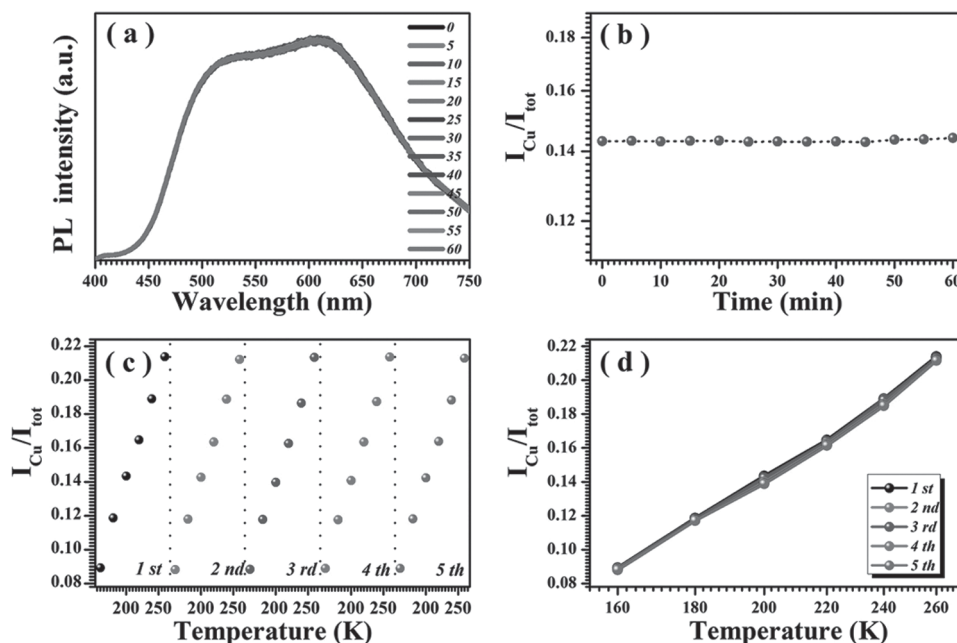 ( a )
0
5
10
15
20
25
30
35
40
45
50
55
60
PL intensity (a.u.)
400 450 500 550 600 650 700 750
Wavelength (nm)
( b )
0.18
0.16
0.14
0.12
I_Cu/I_tot
0 10 20 30 40 50 60
Time (min)
( c )
0.22
0.20
0.18
0.16
0.14
0.12
0.10
0.08
I_Cu/I_tot
1 st 2 nd 3 rd 4 th 5 th
200 250 200 250 200 250 200 250 200 250
Temperature (K)
( d )
0.22
0.20
0.18
0.16
0.14
0.12
0.10
0.08
I_Cu/I_tot
1 st
2 nd
3 rd
4 th
5 th
160 180 200 220 240 260
Temperature (K)